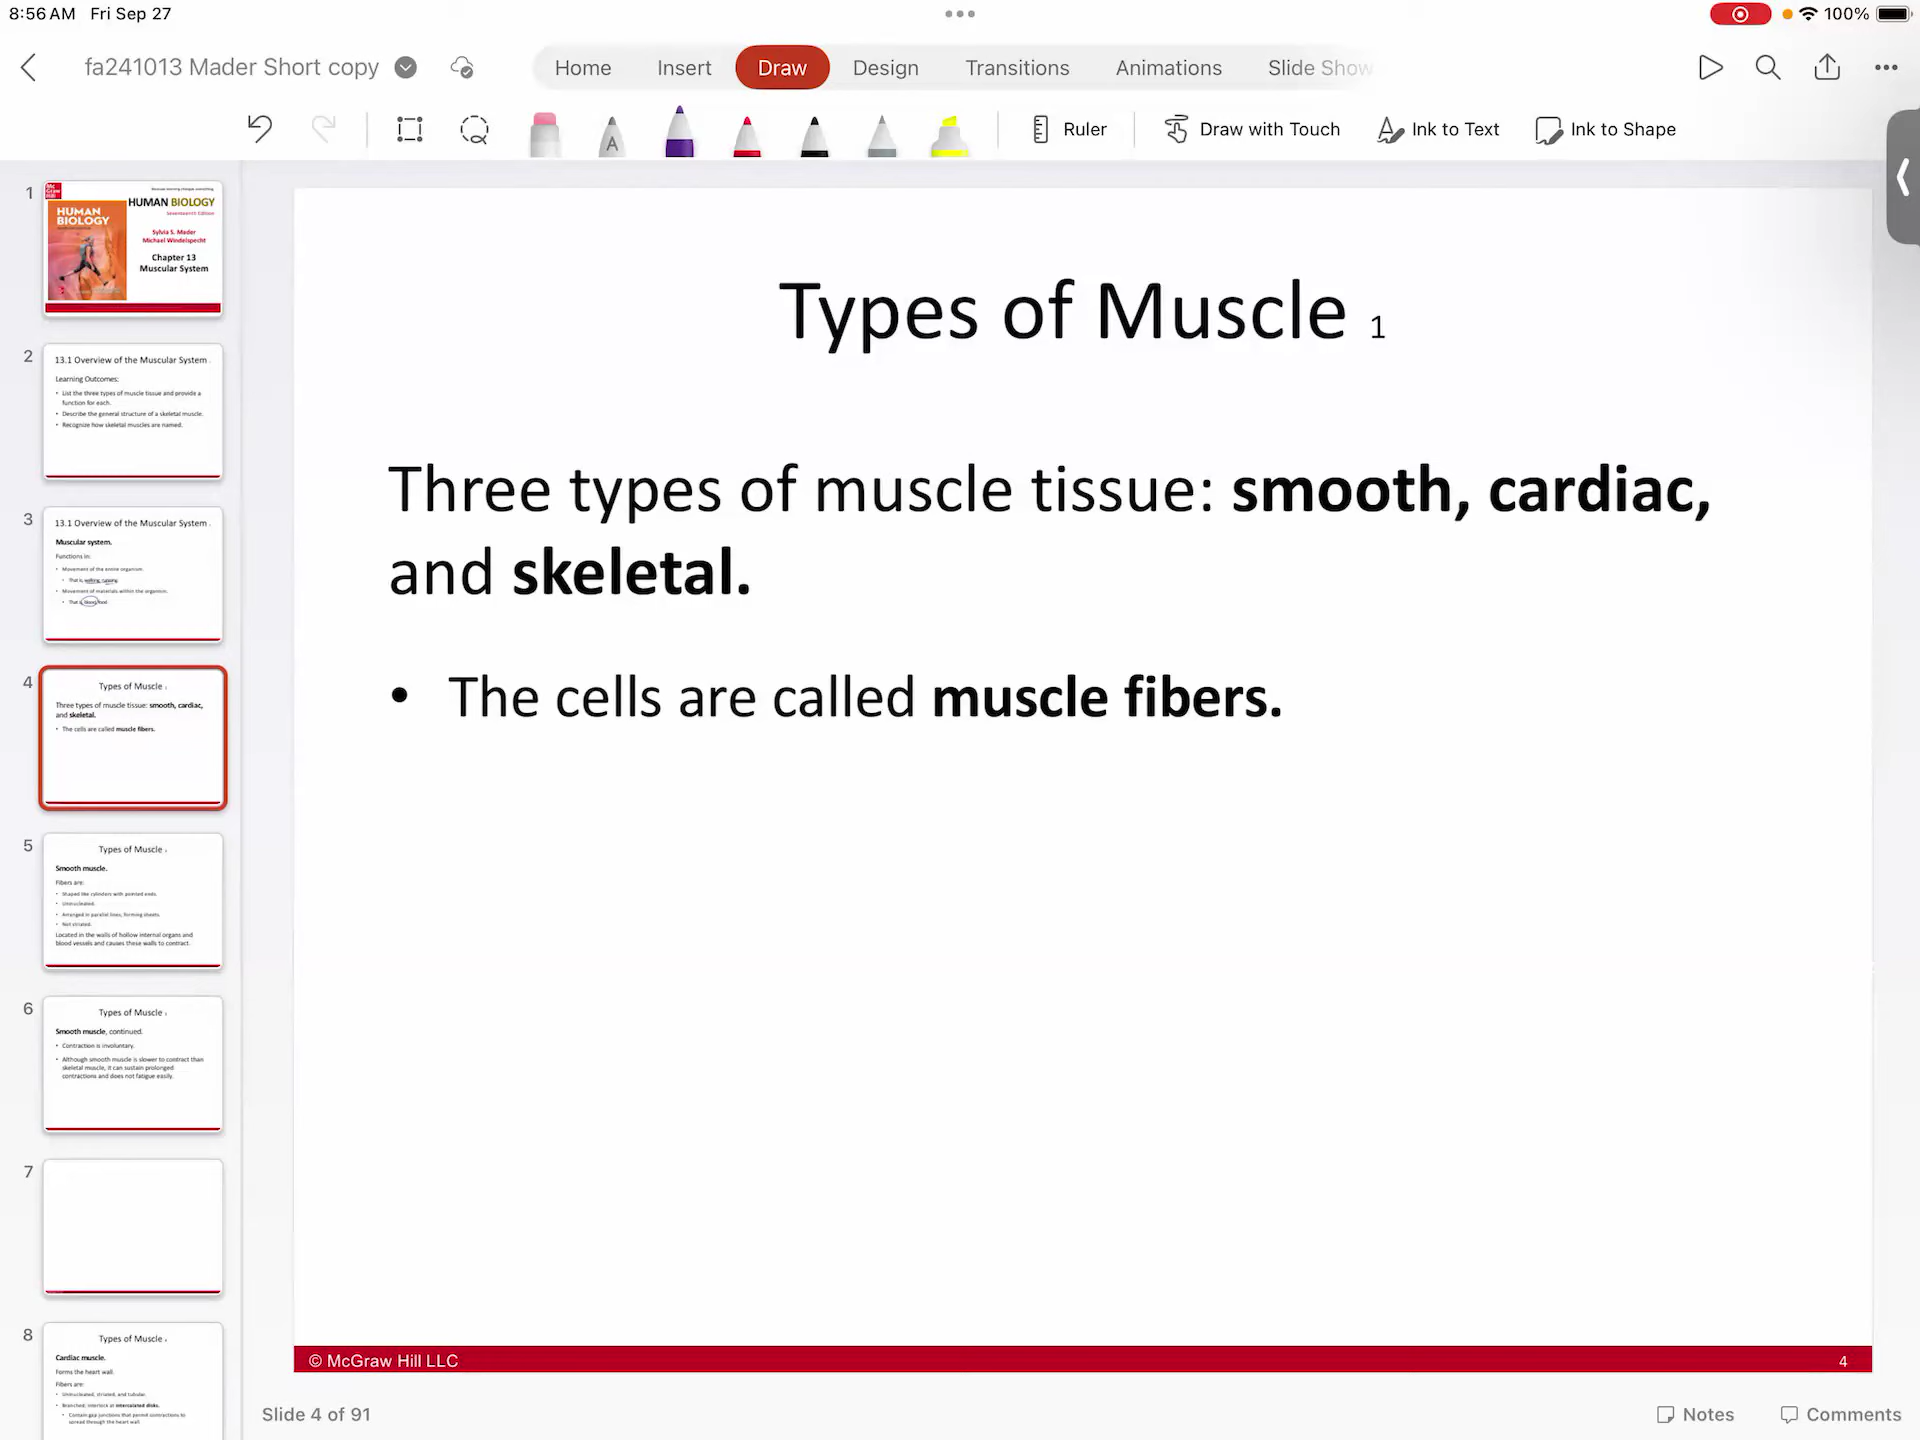 8:56 AM Fri Sep 27
100%
fa241013 Mader Short copy
Home Insert Draw Design Transitions Animations Slide Show
A
Ruler Draw with Touch Ink to Text Ink to Shape
1
Mc Graw Hill
HUMAN BIOLOGY
HUMAN BIOLOGY
Seventeenth Edition
Sylvia S. Mader
Michael Windelspecht
Chapter 13
Muscular System
2
13.1 Overview of the Muscular System
Learning Outcomes:
• List the three types of muscle tissue and provide a
function for each.
• Describe the general structure of a skeletal muscle.
• Recognize how skeletal muscles are named.
3
13.1 Overview of the Muscular System
Muscular system.
Functions in:
• Movement of the entire organism.
• That is, walking, running
• Movement of materials within the organism.
• That is, blood, food
4
Types of Muscle 1
Three types of muscle tissue: smooth, cardiac,
and skeletal.
• The cells are called muscle fibers.
5
Types of Muscle
Smooth muscle.
Fibers are:
• Shaped like cylinders with pointed ends.
• Uninucleated.
• Arranged in parallel lines, forming sheets.
• Not striated.
Located in the walls of hollow internal organs and
blood vessels and causes these walls to contract.
6
Types of Muscle
Smooth muscle, continued.
• Contraction is involuntary.
• Although smooth muscle is slower to contract than
skeletal muscle, it can sustain prolonged
contractions and does not fatigue easily.
7
8
Types of Muscle
Cardiac muscle.
Forms the heart wall.
Fibers are:
• Uninucleated, striated, and tubular.
• Branched; interlock at intercalated disks.
• Contain gap junctions that permit contractions to
spread through the heart wall.
Types of Muscle 1
Three types of muscle tissue: smooth, cardiac,
and skeletal.
• The cells are called muscle fibers.
© McGraw Hill LLC
4
Slide 4 of 91
Notes Comments